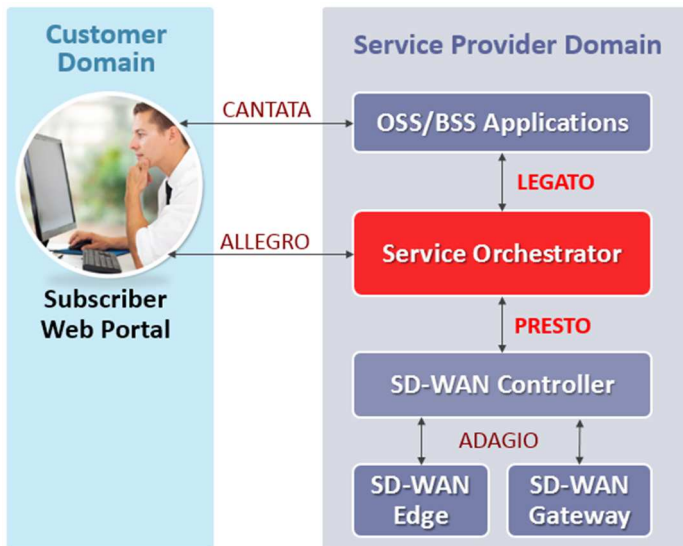 Customer
Domain
Service Provider Domain
CANTATA
OSS/BSS Applications
LEGATO
ALLEGRO
Service Orchestrator
Subscriber
Web Portal
PRESTO
SD-WAN Controller
ADAGIO
SD-WAN
Edge
SD-WAN
Gateway